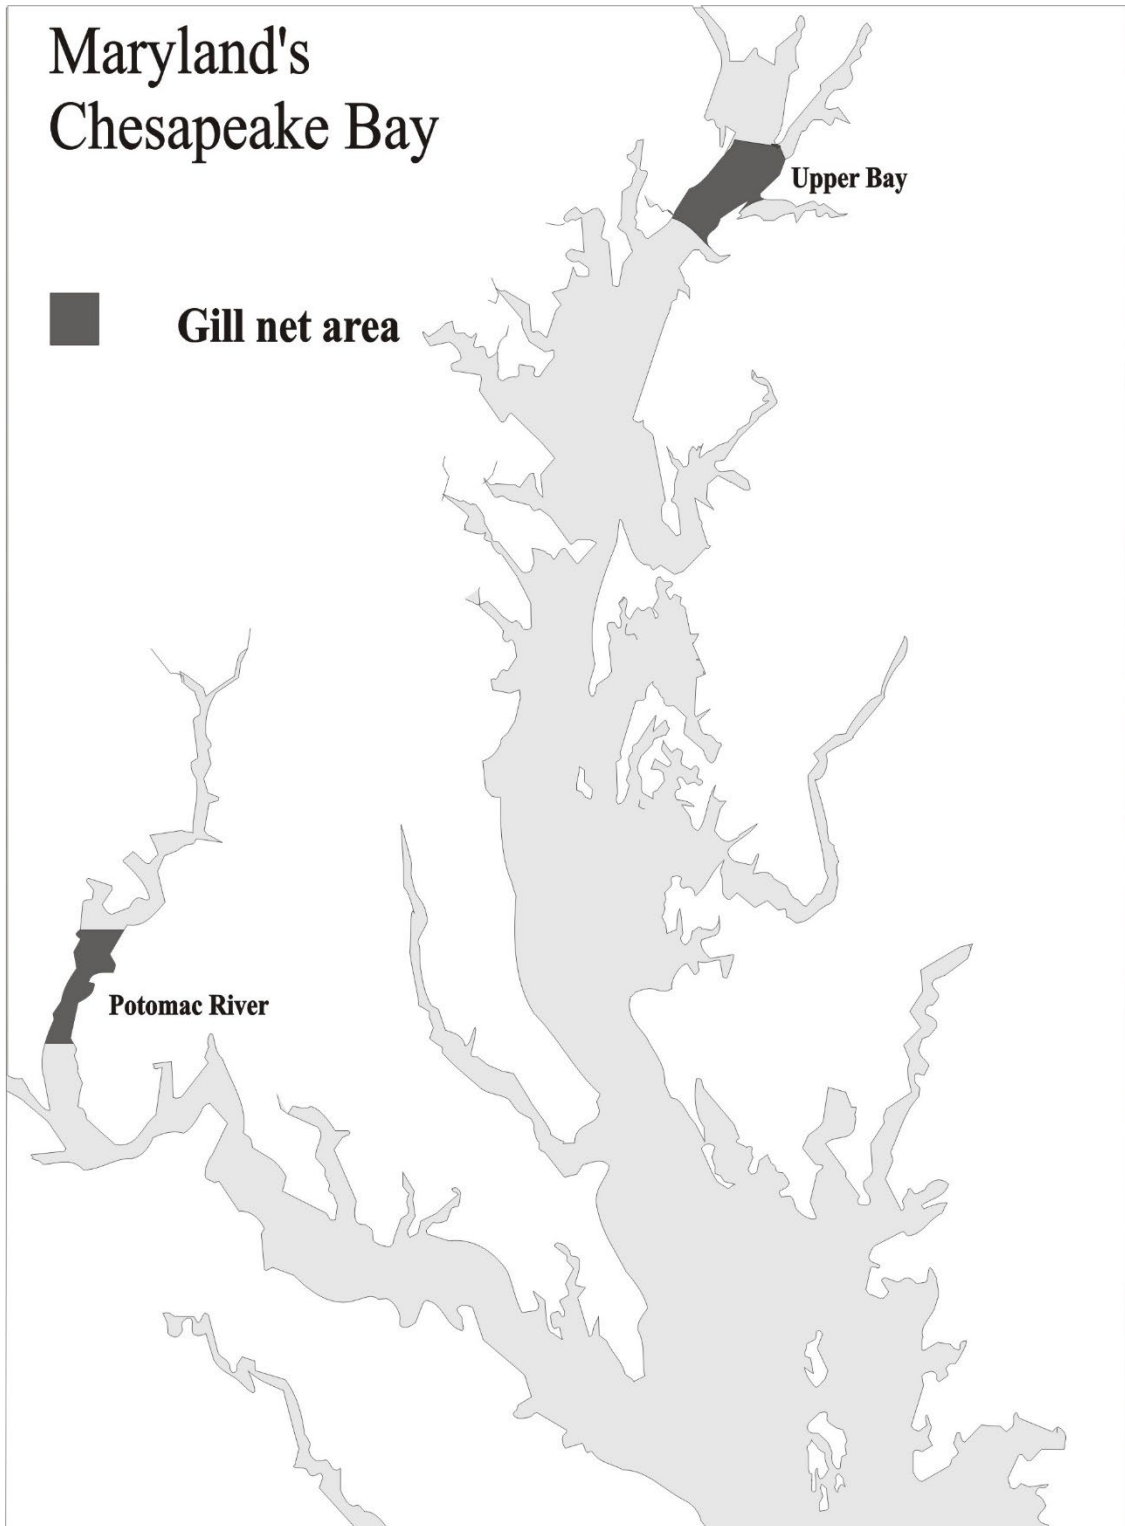 Maryland's
Chesapeake Bay
Upper Bay
Gill net area
Potomac River